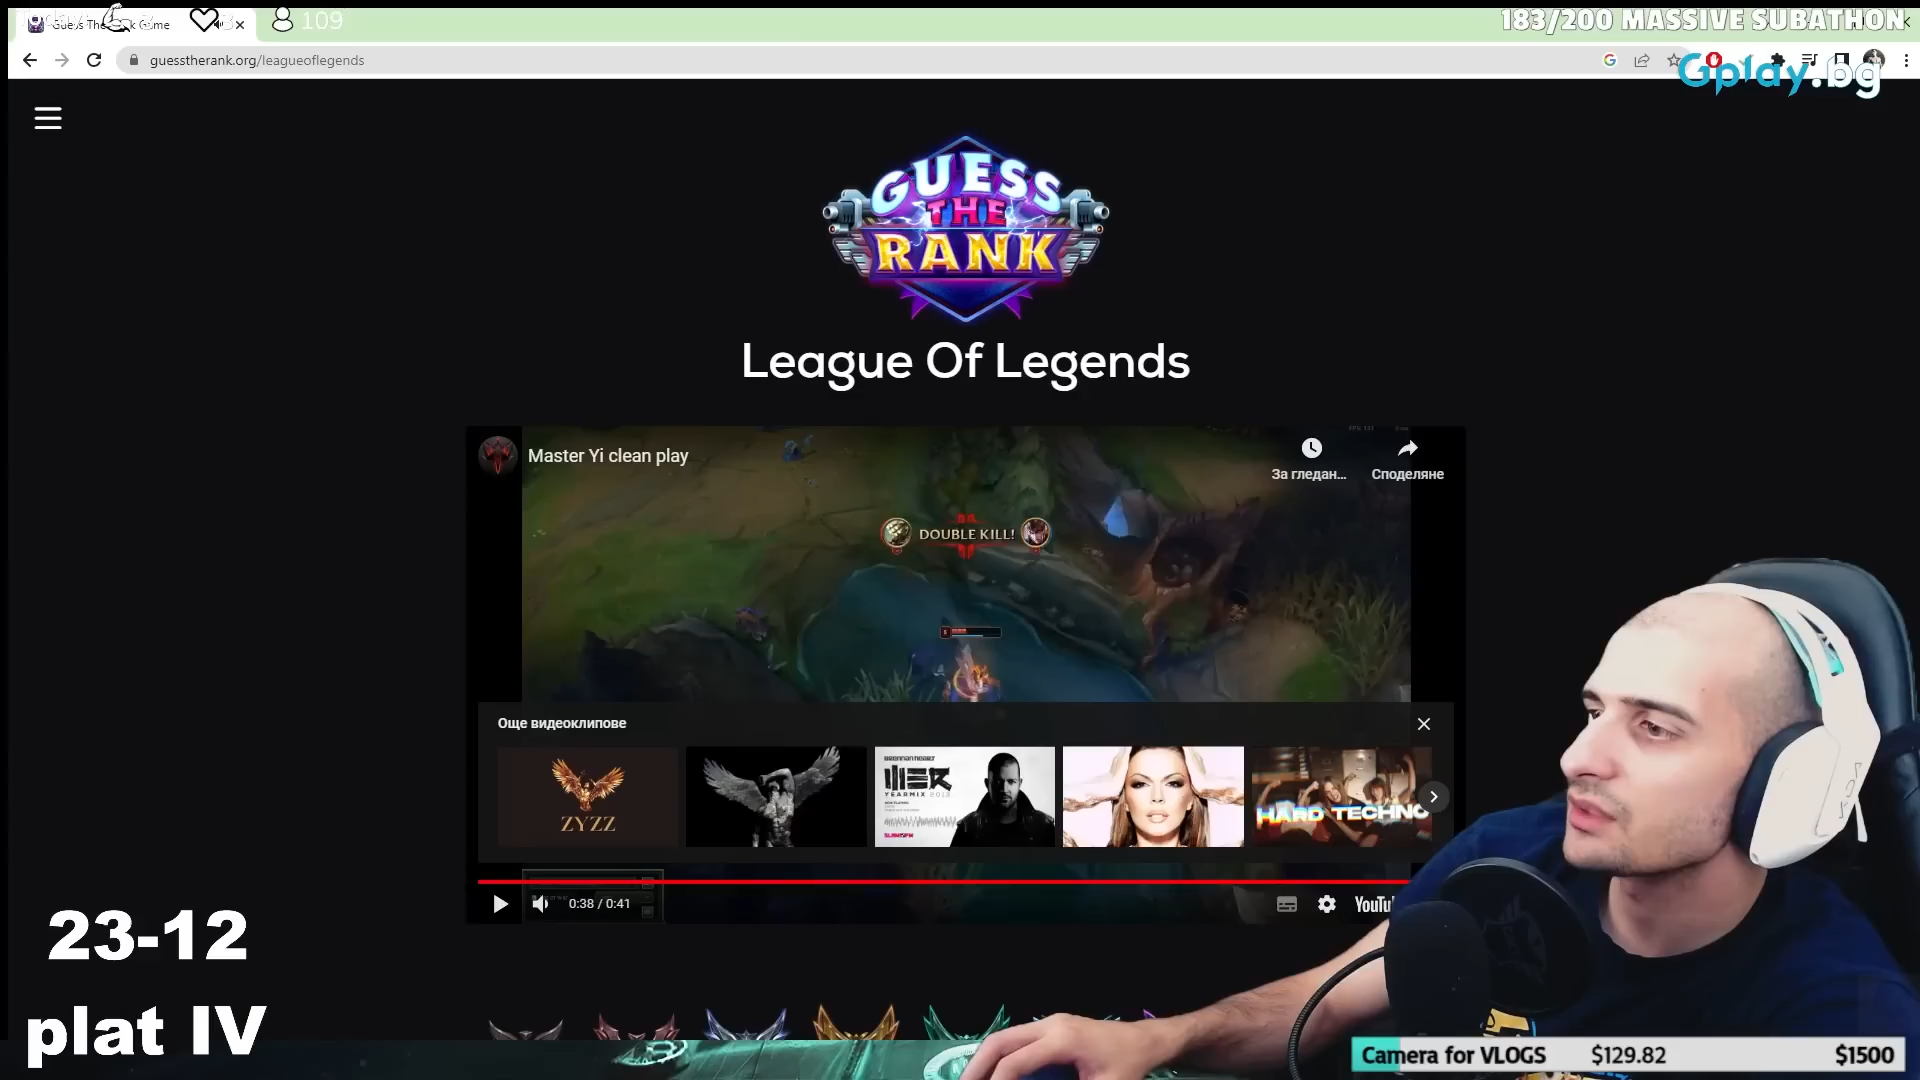 109
183/200 MASSIVE SUBATHON
guesstherank.org/leagueoflegends
Gplay.bg
GUESS
THE
RANK
League Of Legends
Master Yi clean play
За гледан...
Споделяне
DOUBLE KILL!
Още видеоклипове
ZYZZ
YEARMIX 2013
HARD TECHNO
0:38 / 0:41
23-12
plat IV
Camera for VLOGS $129.82 $1500